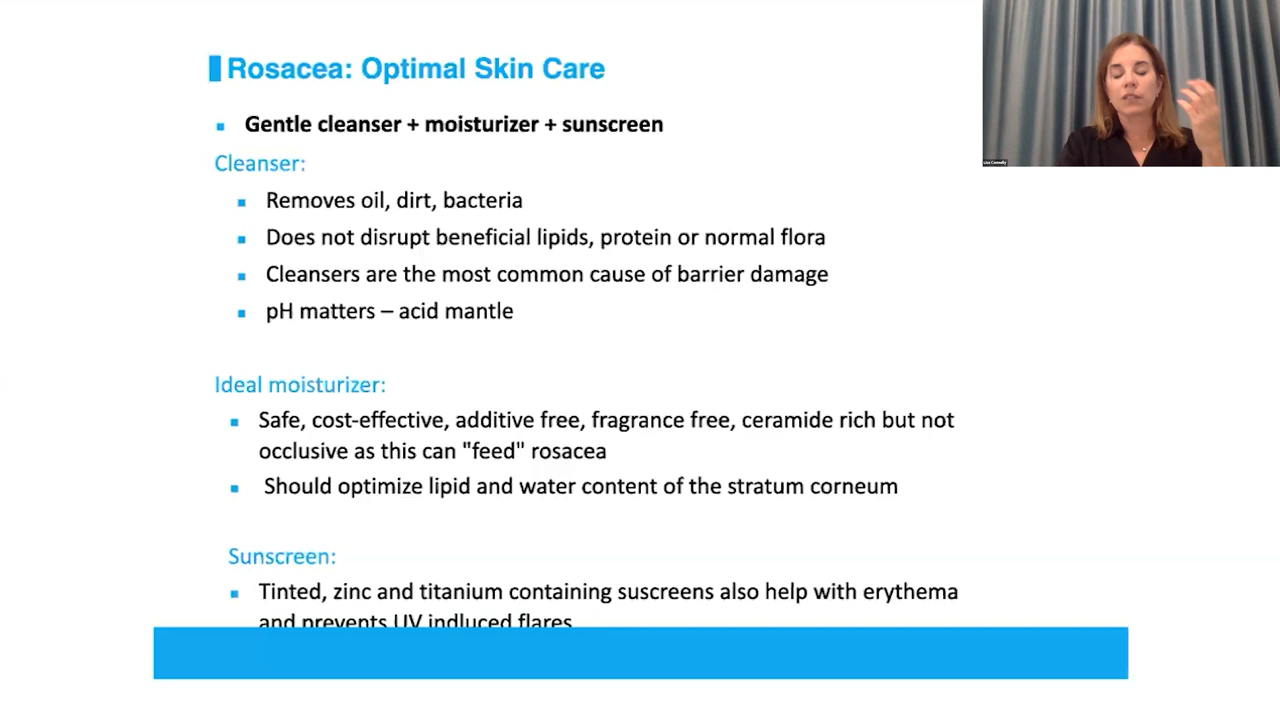 Rosacea: Optimal Skin Care
Gentle cleanser + moisturizer + sunscreen
Cleanser:
Removes oil, dirt, bacteria
Does not disrupt beneficial lipids, protein or normal flora
Cleansers are the most common cause of barrier damage
pH matters – acid mantle
Ideal moisturizer:
Safe, cost-effective, additive free, fragrance free, ceramide rich but not
occlusive as this can "feed" rosacea
Should optimize lipid and water content of the stratum corneum
Sunscreen:
Tinted, zinc and titanium containing suscreens also help with erythema
and prevents UV indluced flares
Lisa Connelly